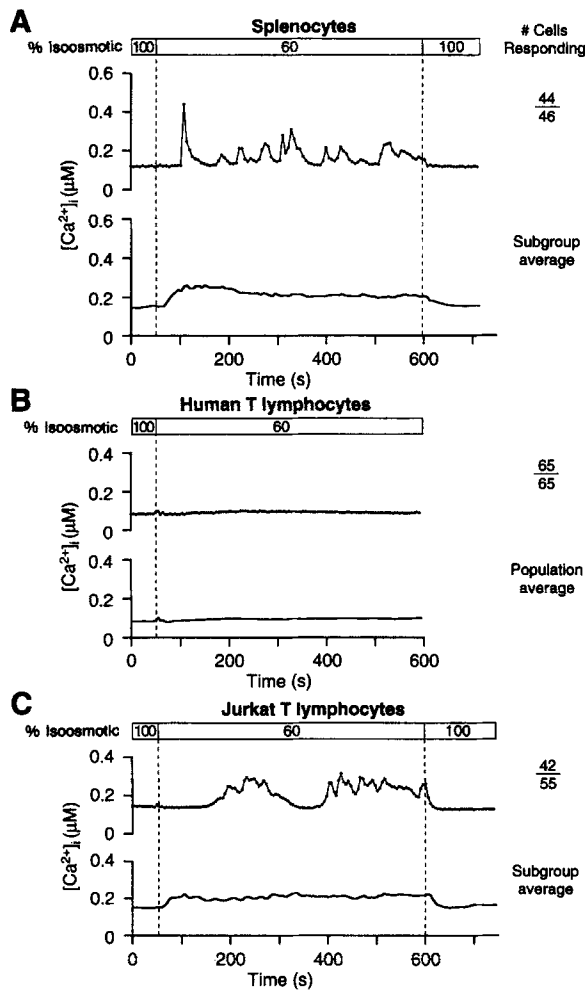 A
Splenocytes
# Cells
Responding
% Isoosmotic 100 60 100
0.6
0.4
0.2
0
44
46
[Ca2+]i (μM)
0.6
0.4
0.2
0
Subgroup
average
0 200 400 600
Time (s)
B
Human T lymphocytes
% Isoosmotic 100 60
0.4
0.2
0
65
65
[Ca2+]i (μM)
0.4
0.2
0
Population
average
0 200 400 600
Time (s)
C
Jurkat T lymphocytes
% Isoosmotic 100 60 100
0.4
0.2
0
42
55
[Ca2+]i (μM)
0.4
0.2
0
Subgroup
average
0 200 400 600
Time (s)